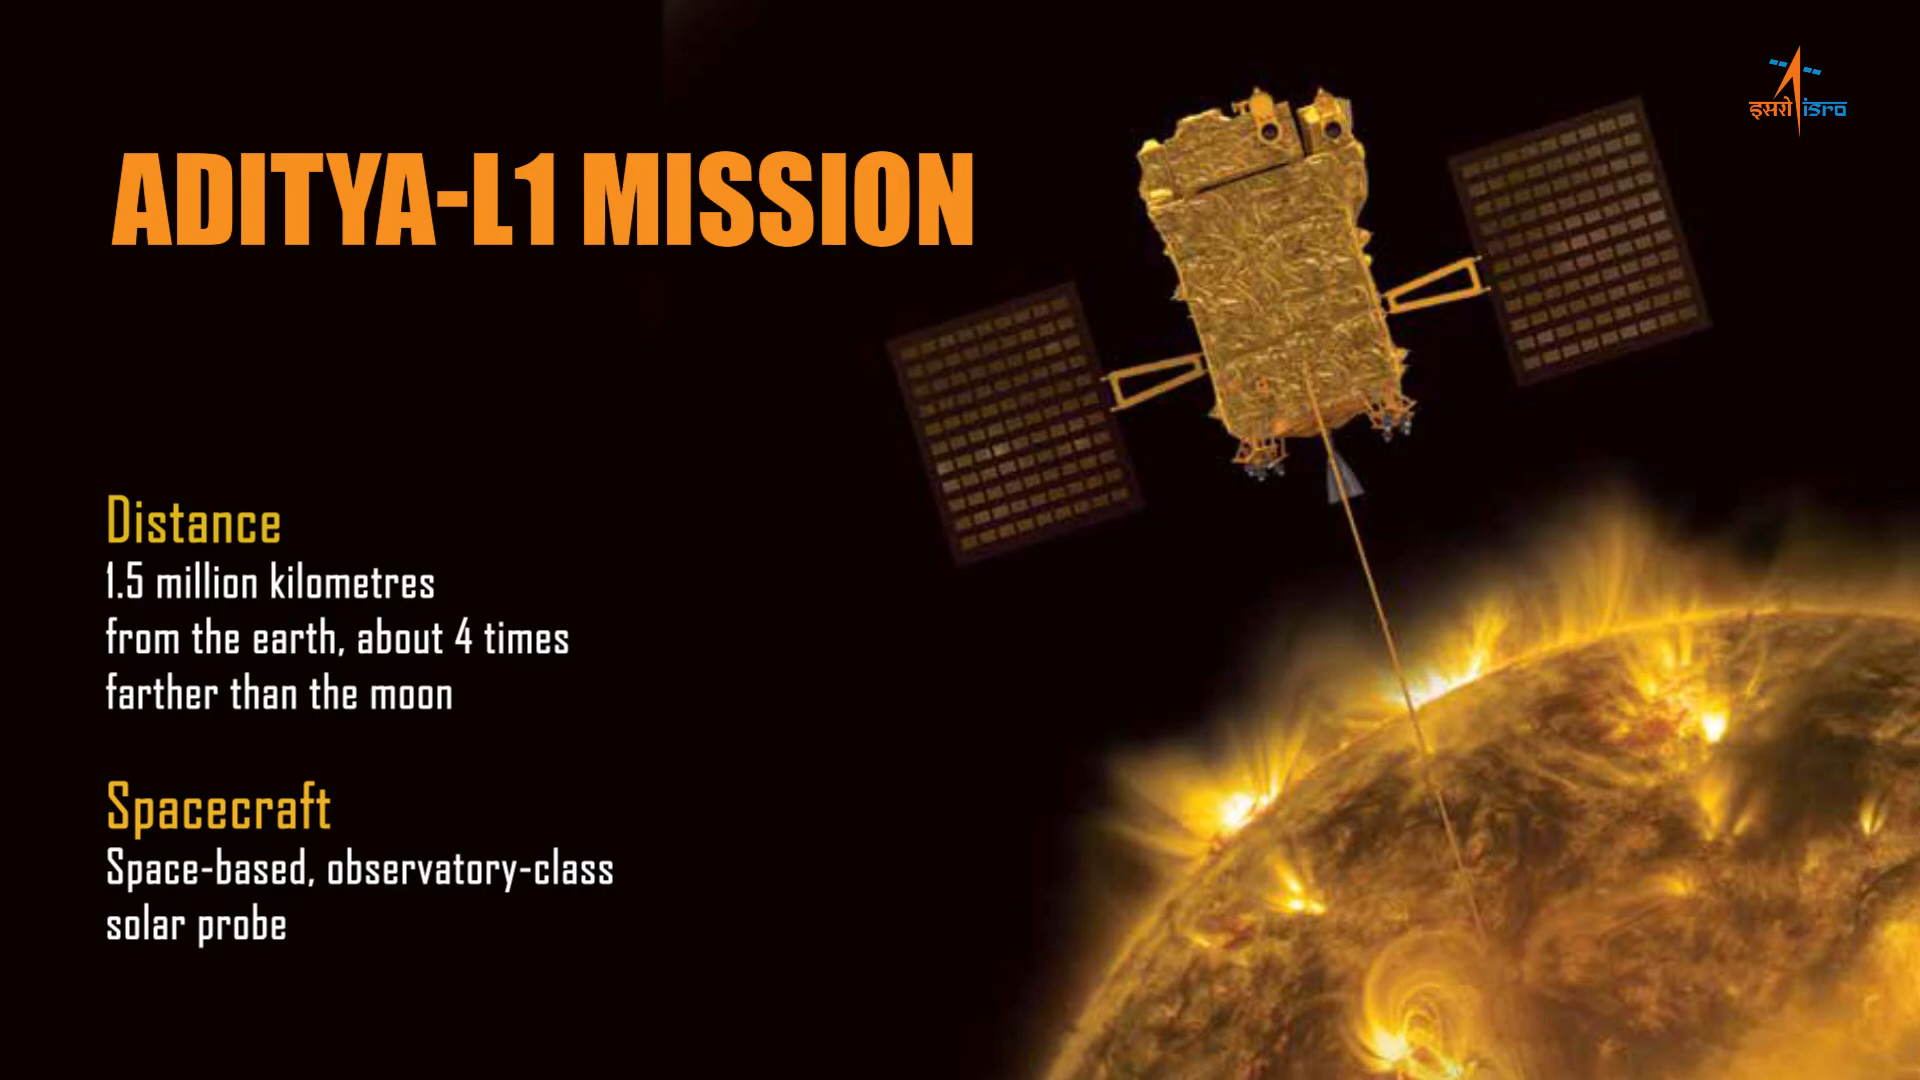 इसरो isro
ADITYA-L1 MISSION
Distance
1.5 million kilometres
from the earth, about 4 times
farther than the moon
Spacecraft
Space-based, observatory-class
solar probe